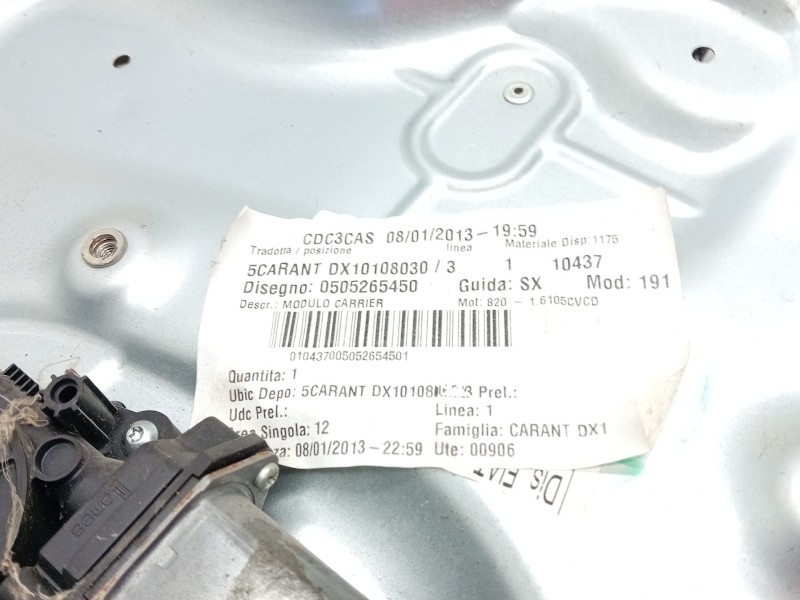 CDC3CAS 08/01/2013-19:59
Tradotta / posizione linea Materiale Disp:1175
5CARANT DX10108030 / 3 1 10437
Disegno: 0505265450 Guida: SX Mod: 191
Descr.: MODULO CARRIER Mot: 820 - 1.6105CVCD
010437005052654501
Quantita: 1
Ubic Depo: 5CARANT DX10108 Prel.:
Udc Prel.: Linea: 1
Singola: 12 Famiglia: CARANT DX1
08/01/2013-22:59 Ute: 00906
Dis. FIAT